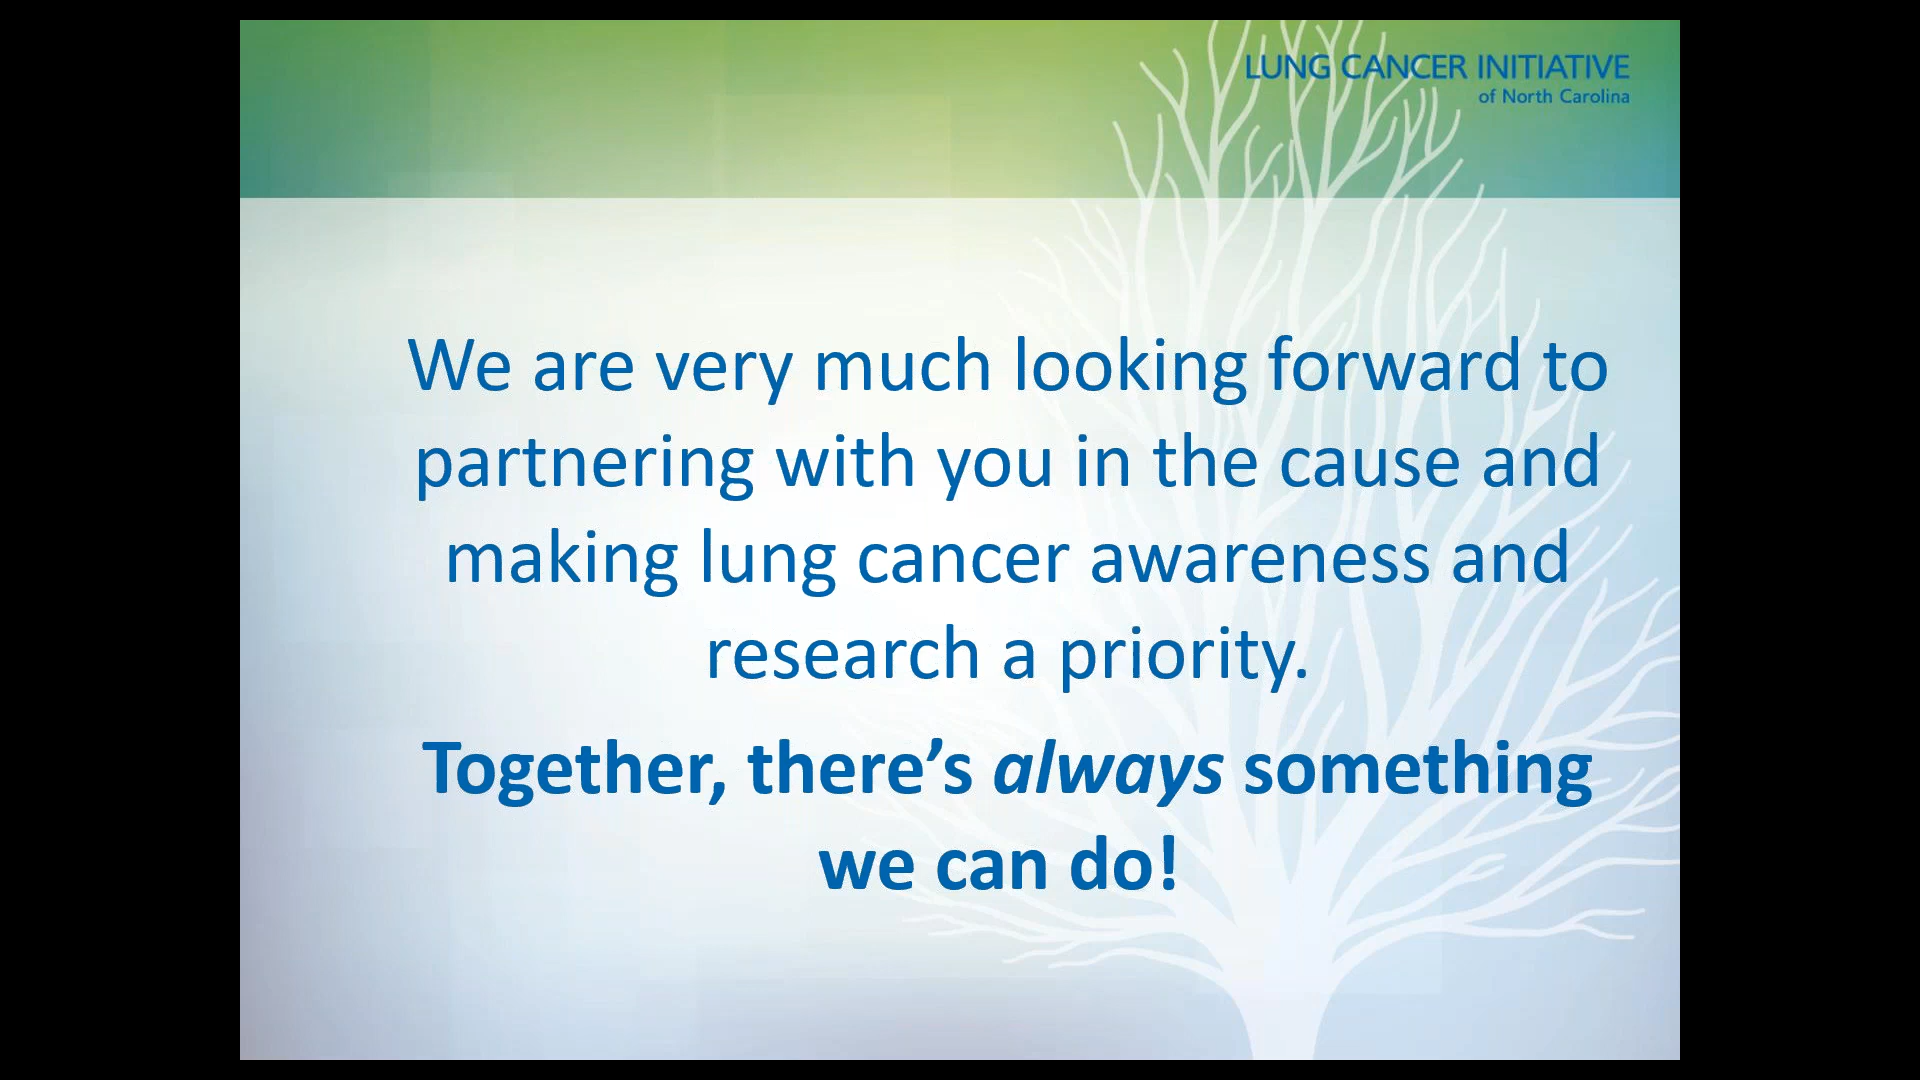 LUNG CANCER INITIATIVE
of North Carolina
We are very much looking forward to
partnering with you in the cause and
making lung cancer awareness and
research a priority.
Together, there’s always something
we can do!